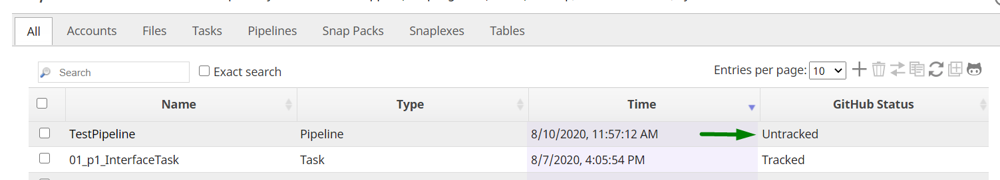 All Accounts Files Tasks Pipelines Snap Packs Snaplexes Tables
Search Exact search Entries per page: 10
Name Type Time GitHub Status
TestPipeline Pipeline 8/10/2020, 11:57:12 AM Untracked
01_p1_InterfaceTask Task 8/7/2020, 4:05:54 PM Tracked